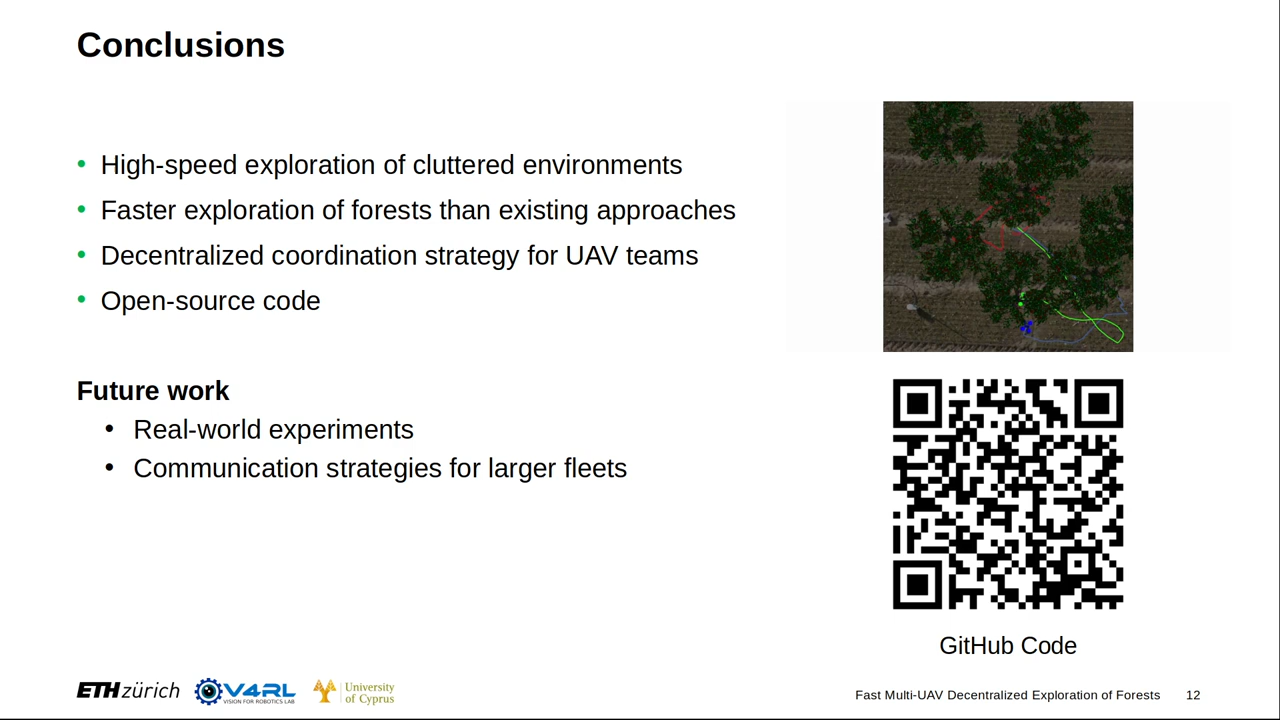 Conclusions
• High-speed exploration of cluttered environments
• Faster exploration of forests than existing approaches
• Decentralized coordination strategy for UAV teams
• Open-source code
Future work
• Real-world experiments
• Communication strategies for larger fleets
GitHub Code
ETH zürich
V4RL
VISION FOR ROBOTICS LAB
University
of Cyprus
Fast Multi-UAV Decentralized Exploration of Forests 12